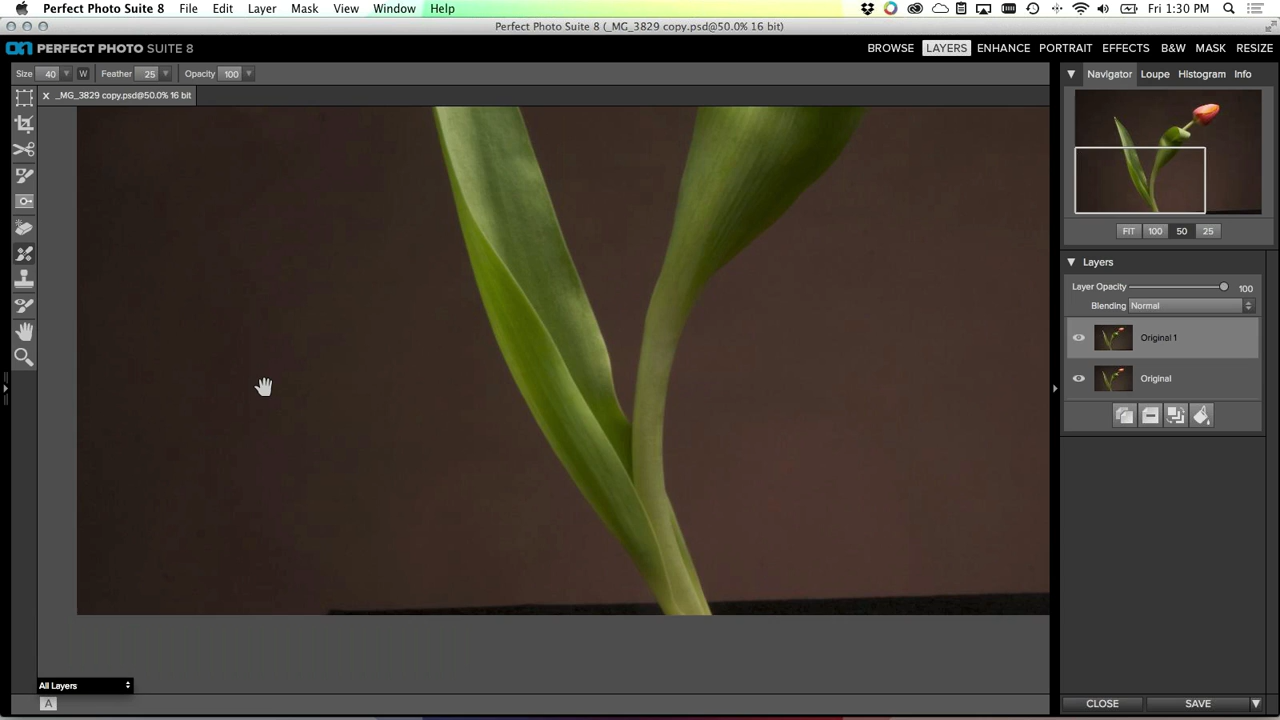 Perfect Photo Suite 8 File Edit Layer Mask View Window Help Fri 1:30 PM
Perfect Photo Suite 8 (_MG_3829 copy.psd@50.0% 16 bit)
on PERFECT PHOTO SUITE 8 BROWSE LAYERS ENHANCE PORTRAIT EFFECTS B&W MASK RESIZE
Size 40 W Feather 25 Opacity 100
Navigator Loupe Histogram Info
_MG_3829 copy.psd@50.0% 16 bit
FIT 100 50 25
Layers
Layer Opacity 100
Blending Normal
Original 1
Original
All Layers
A
CLOSE SAVE